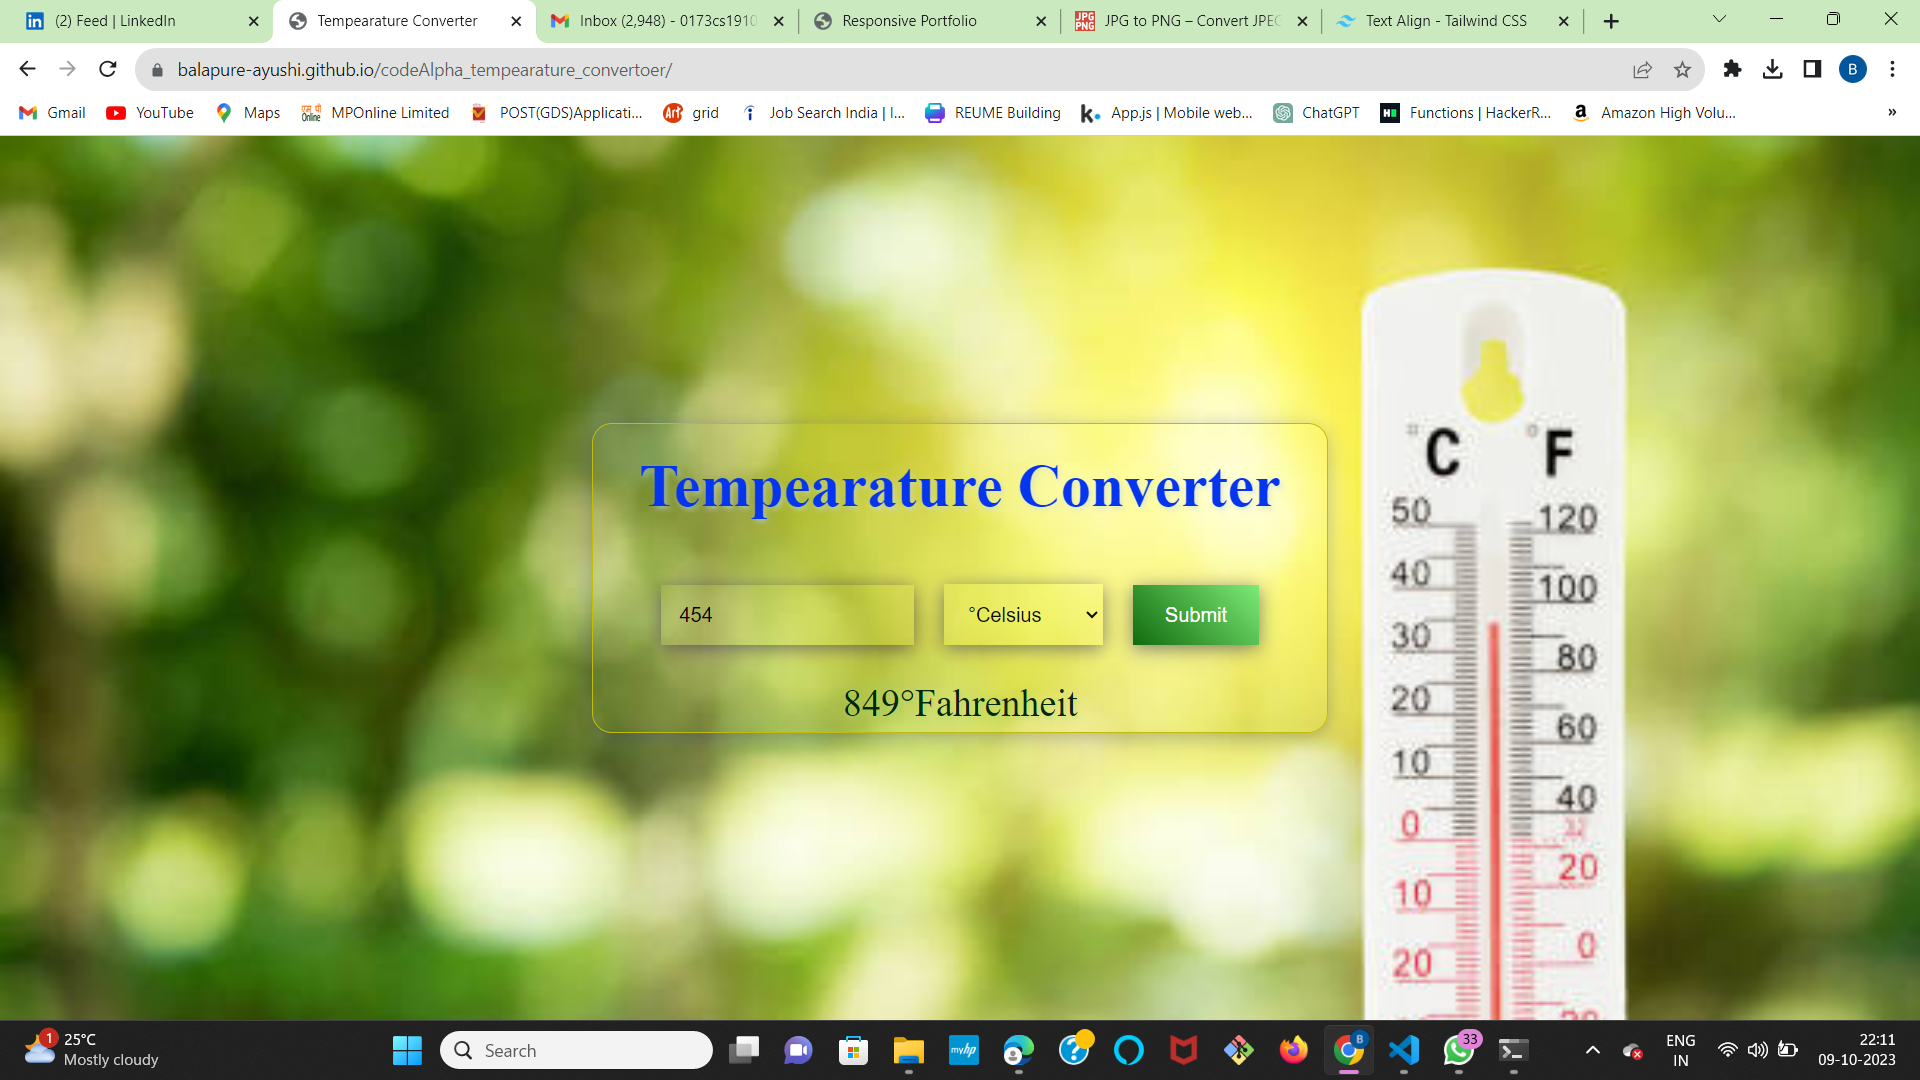 (2) Feed | LinkedIn
Tempearature Converter
Inbox (2,948) - 0173cs1910
Responsive Portfolio
JPG to PNG – Convert JPEG
Text Align - Tailwind CSS
balapure-ayushi.github.io/codeAlpha_tempearature_convertoer/
B
Gmail
YouTube
Maps
MPOnline Limited
POST(GDS)Applicati...
grid
Job Search India | I...
REUME Building
App.js | Mobile web...
ChatGPT
Functions | HackerR...
Amazon High Volu...
»
Tempearature Converter
454
°Celsius
Submit
849°Fahrenheit
°C °F
50 120
40 100
30 80
20 60
10 40
0 32
20
10
0
20
1
25°C
Mostly cloudy
Search
myhp
B
33
ENG
IN
22:11
09-10-2023